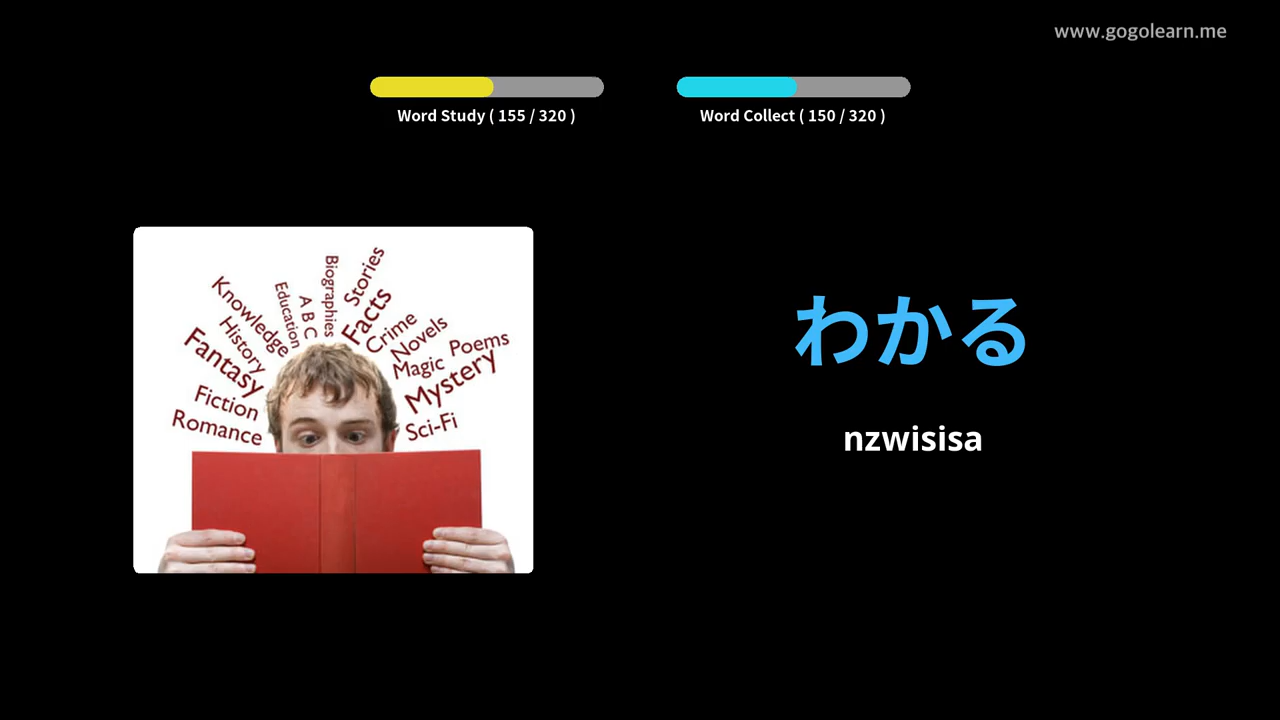 www.gogolearn.me
Word Study ( 155 / 320 )
Word Collect ( 150 / 320 )
Stories
Biographies
Facts
A B C
Education
Knowledge
Crime
Novels
History
Poems
Fantasy
Magic
Mystery
Fiction
Romance
Sci-Fi
わかる
nzwisisa